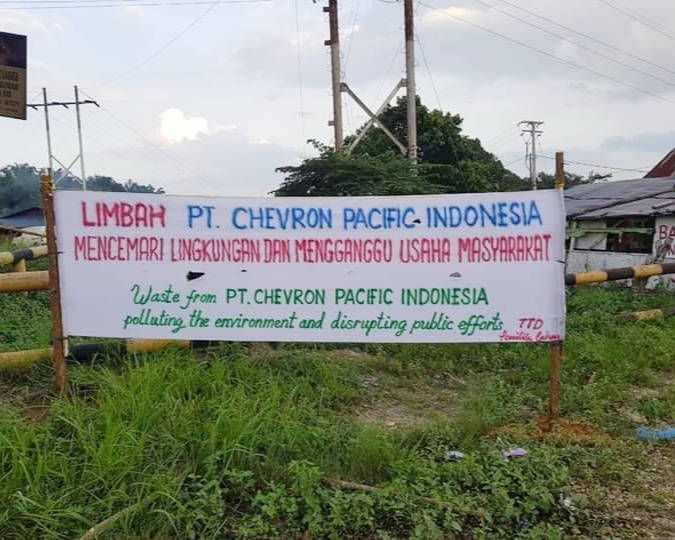 LIMBAH PT. CHEVRON PACIFIC INDONESIA
MENCEMARI LINGKUNGAN DAN MENGGANGGU USAHA MASYARAKAT
Waste from PT. CHEVRON PACIFIC INDONESIA
polluting the environment and disrupting public efforts
TTD
BA